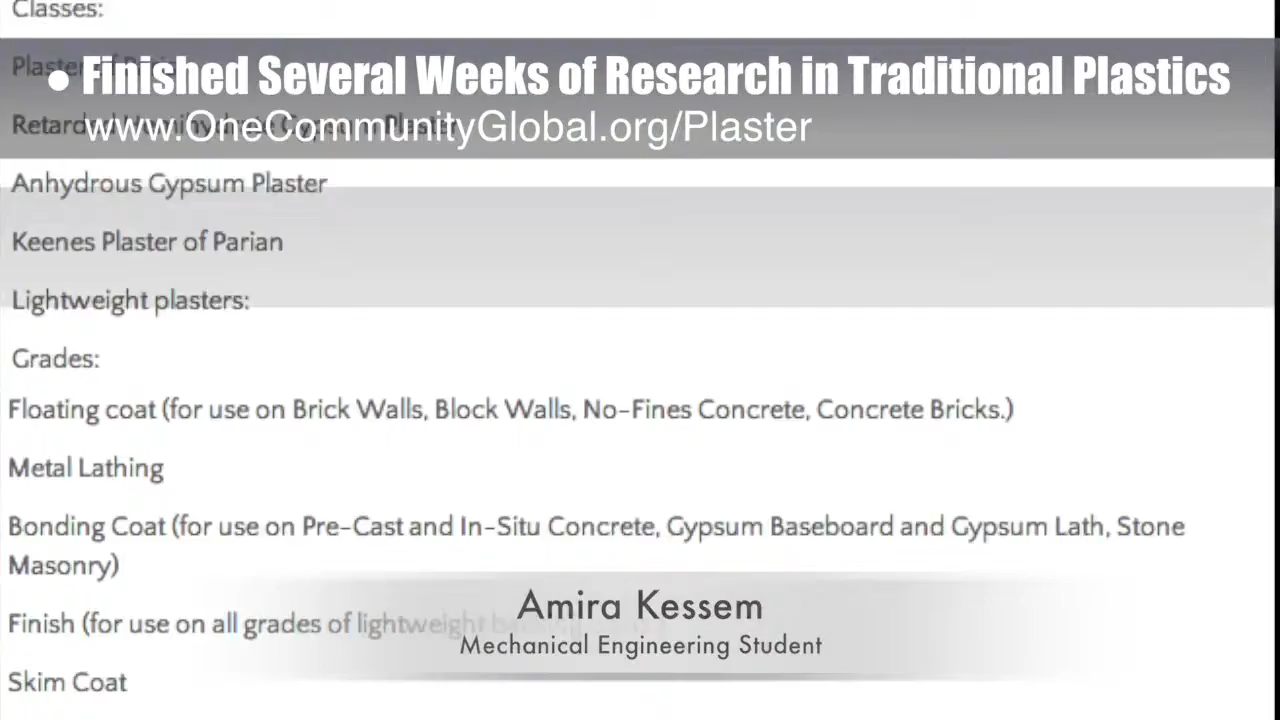 Classes:
• Finished Several Weeks of Research in Traditional Plastics
www.OneCommunityGlobal.org/Plaster
Anhydrous Gypsum Plaster
Keenes Plaster of Parian
Lightweight plasters:
Grades:
Floating coat (for use on Brick Walls, Block Walls, No-Fines Concrete, Concrete Bricks.)
Metal Lathing
Bonding Coat (for use on Pre-Cast and In-Situ Concrete, Gypsum Baseboard and Gypsum Lath, Stone
Masonry)
Amira Kessem
Finish (for use on all grades of lightweight
Mechanical Engineering Student
Skim Coat